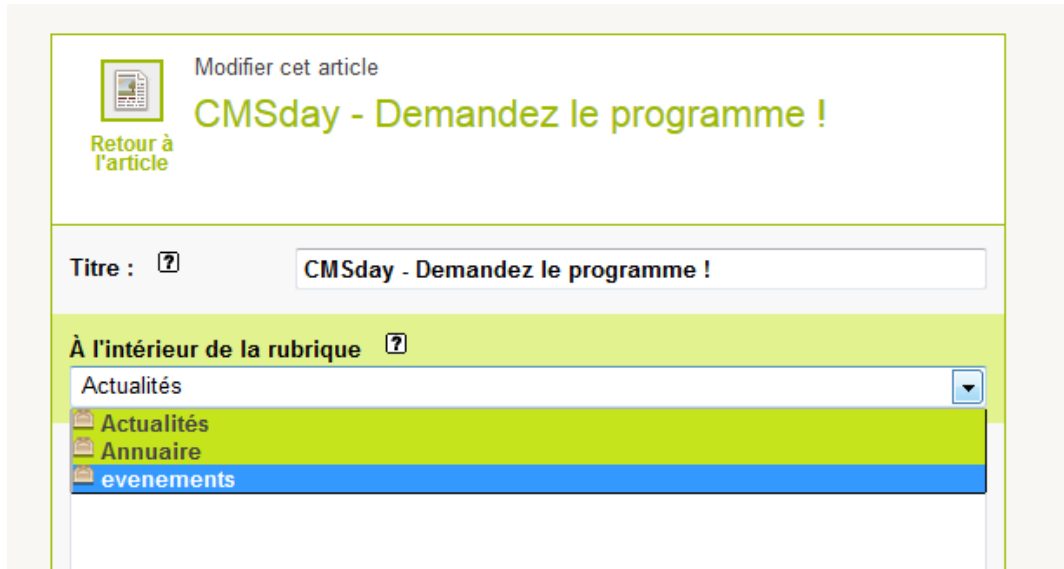 Modifier cet article
CMSday - Demandez le programme !
Retour à
l'article
Titre : ?
CMSday - Demandez le programme !
À l'intérieur de la rubrique ?
Actualités
Actualités
Annuaire
evenements